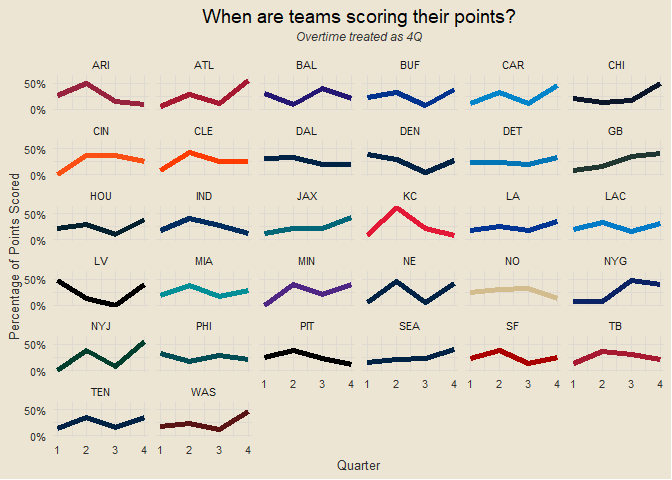 When are teams scoring their points?
Overtime treated as 4Q
Percentage of Points Scored
ARI ATL BAL BUF CAR CHI
50%
0%
CIN CLE DAL DEN DET GB
50%
0%
HOU IND JAX KC LA LAC
50%
0%
LV MIA MIN NE NO NYG
50%
0%
NYJ PHI PIT SEA SF TB
50%
0%
1 2 3 4 1 2 3 4 1 2 3 4 1 2 3 4
TEN WAS
50%
0%
1 2 3 4 1 2 3 4
Quarter